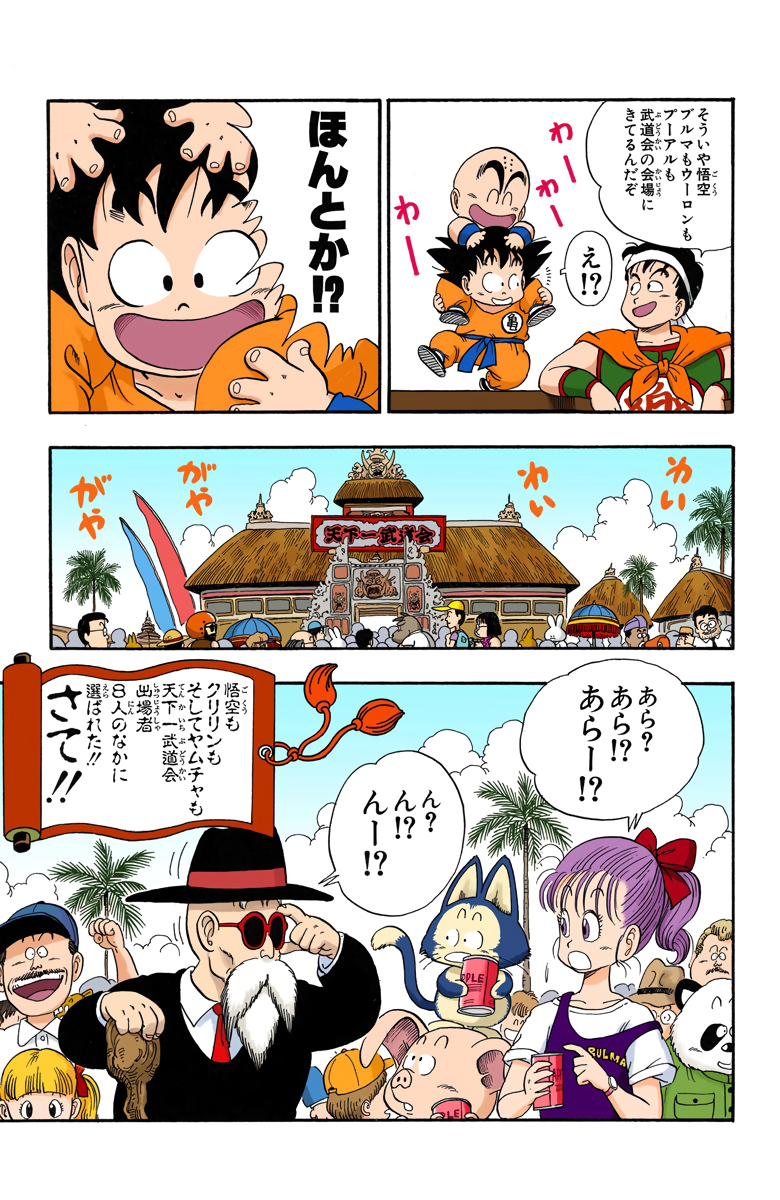 そういや悟空
ブルマもウーロンも
プーアルも
武道会の会場に
きてるんだぞ
え!?
わーわーわー
亀
ほんとか!?
わい
わい
がや
がや
天下一武道会
悟空も
クリリンも
そしてヤムチャも
天下一武道会
出場者
8人のなかに
選ばれた!!
さて!!
あら?
あら!?
あらー!?
ん?
ん!?
んー!?
DDLE
BULMA
DDLE
DLE